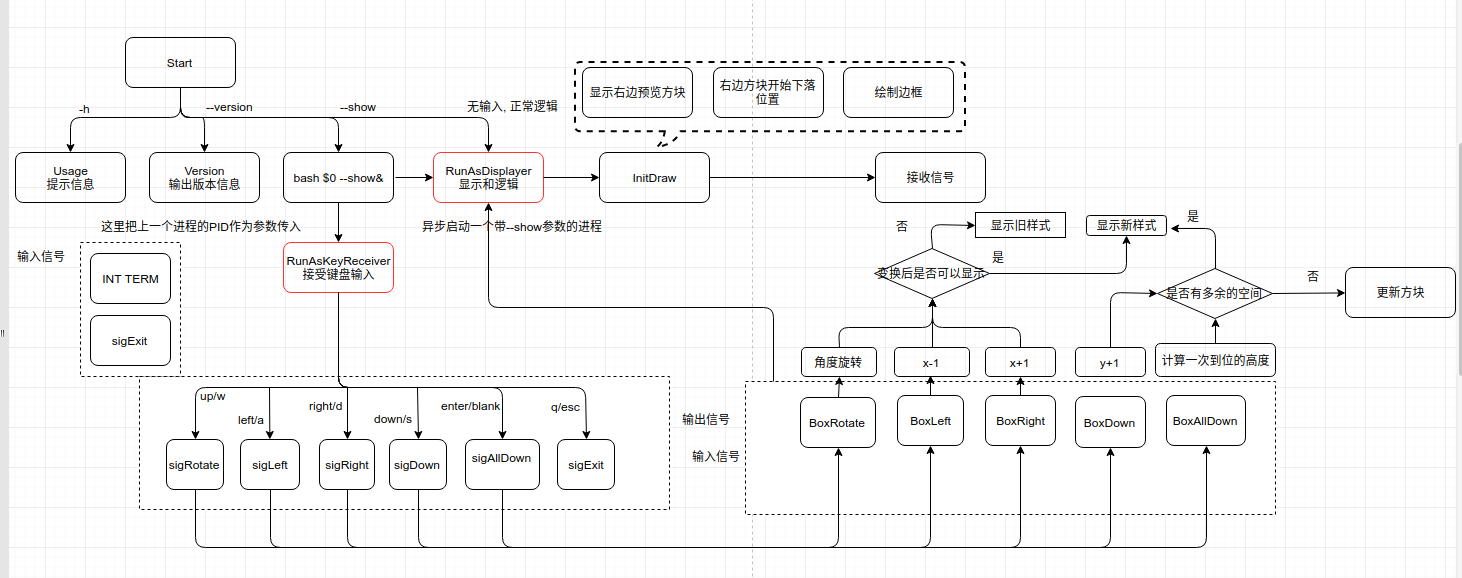 Start
-h
--version
--show
无输入, 正常逻辑
显示右边预览方块
右边方块开始下落
位置
绘制边框
Usage
提示信息
Version
输出版本信息
bash $0 --show&
RunAsDisplayer
显示和逻辑
InitDraw
接收信号
这里把上一个进程的PID作为参数传入
异步启动一个带--show参数的进程
输入信号
INT TERM
sigExit
RunAsKeyReceiver
接受键盘输入
否
显示旧样式
显示新样式
是
变换后是否可以显示
是
是否有多余的空间
否
更新方块
角度旋转
x-1
x+1
y+1
计算一次到位的高度
up/w
left/a
right/d
down/s
enter/blank
q/esc
sigRotate
sigLeft
sigRight
sigDown
sigAllDown
sigExit
输出信号
输入信号
BoxRotate
BoxLeft
BoxRight
BoxDown
BoxAllDown